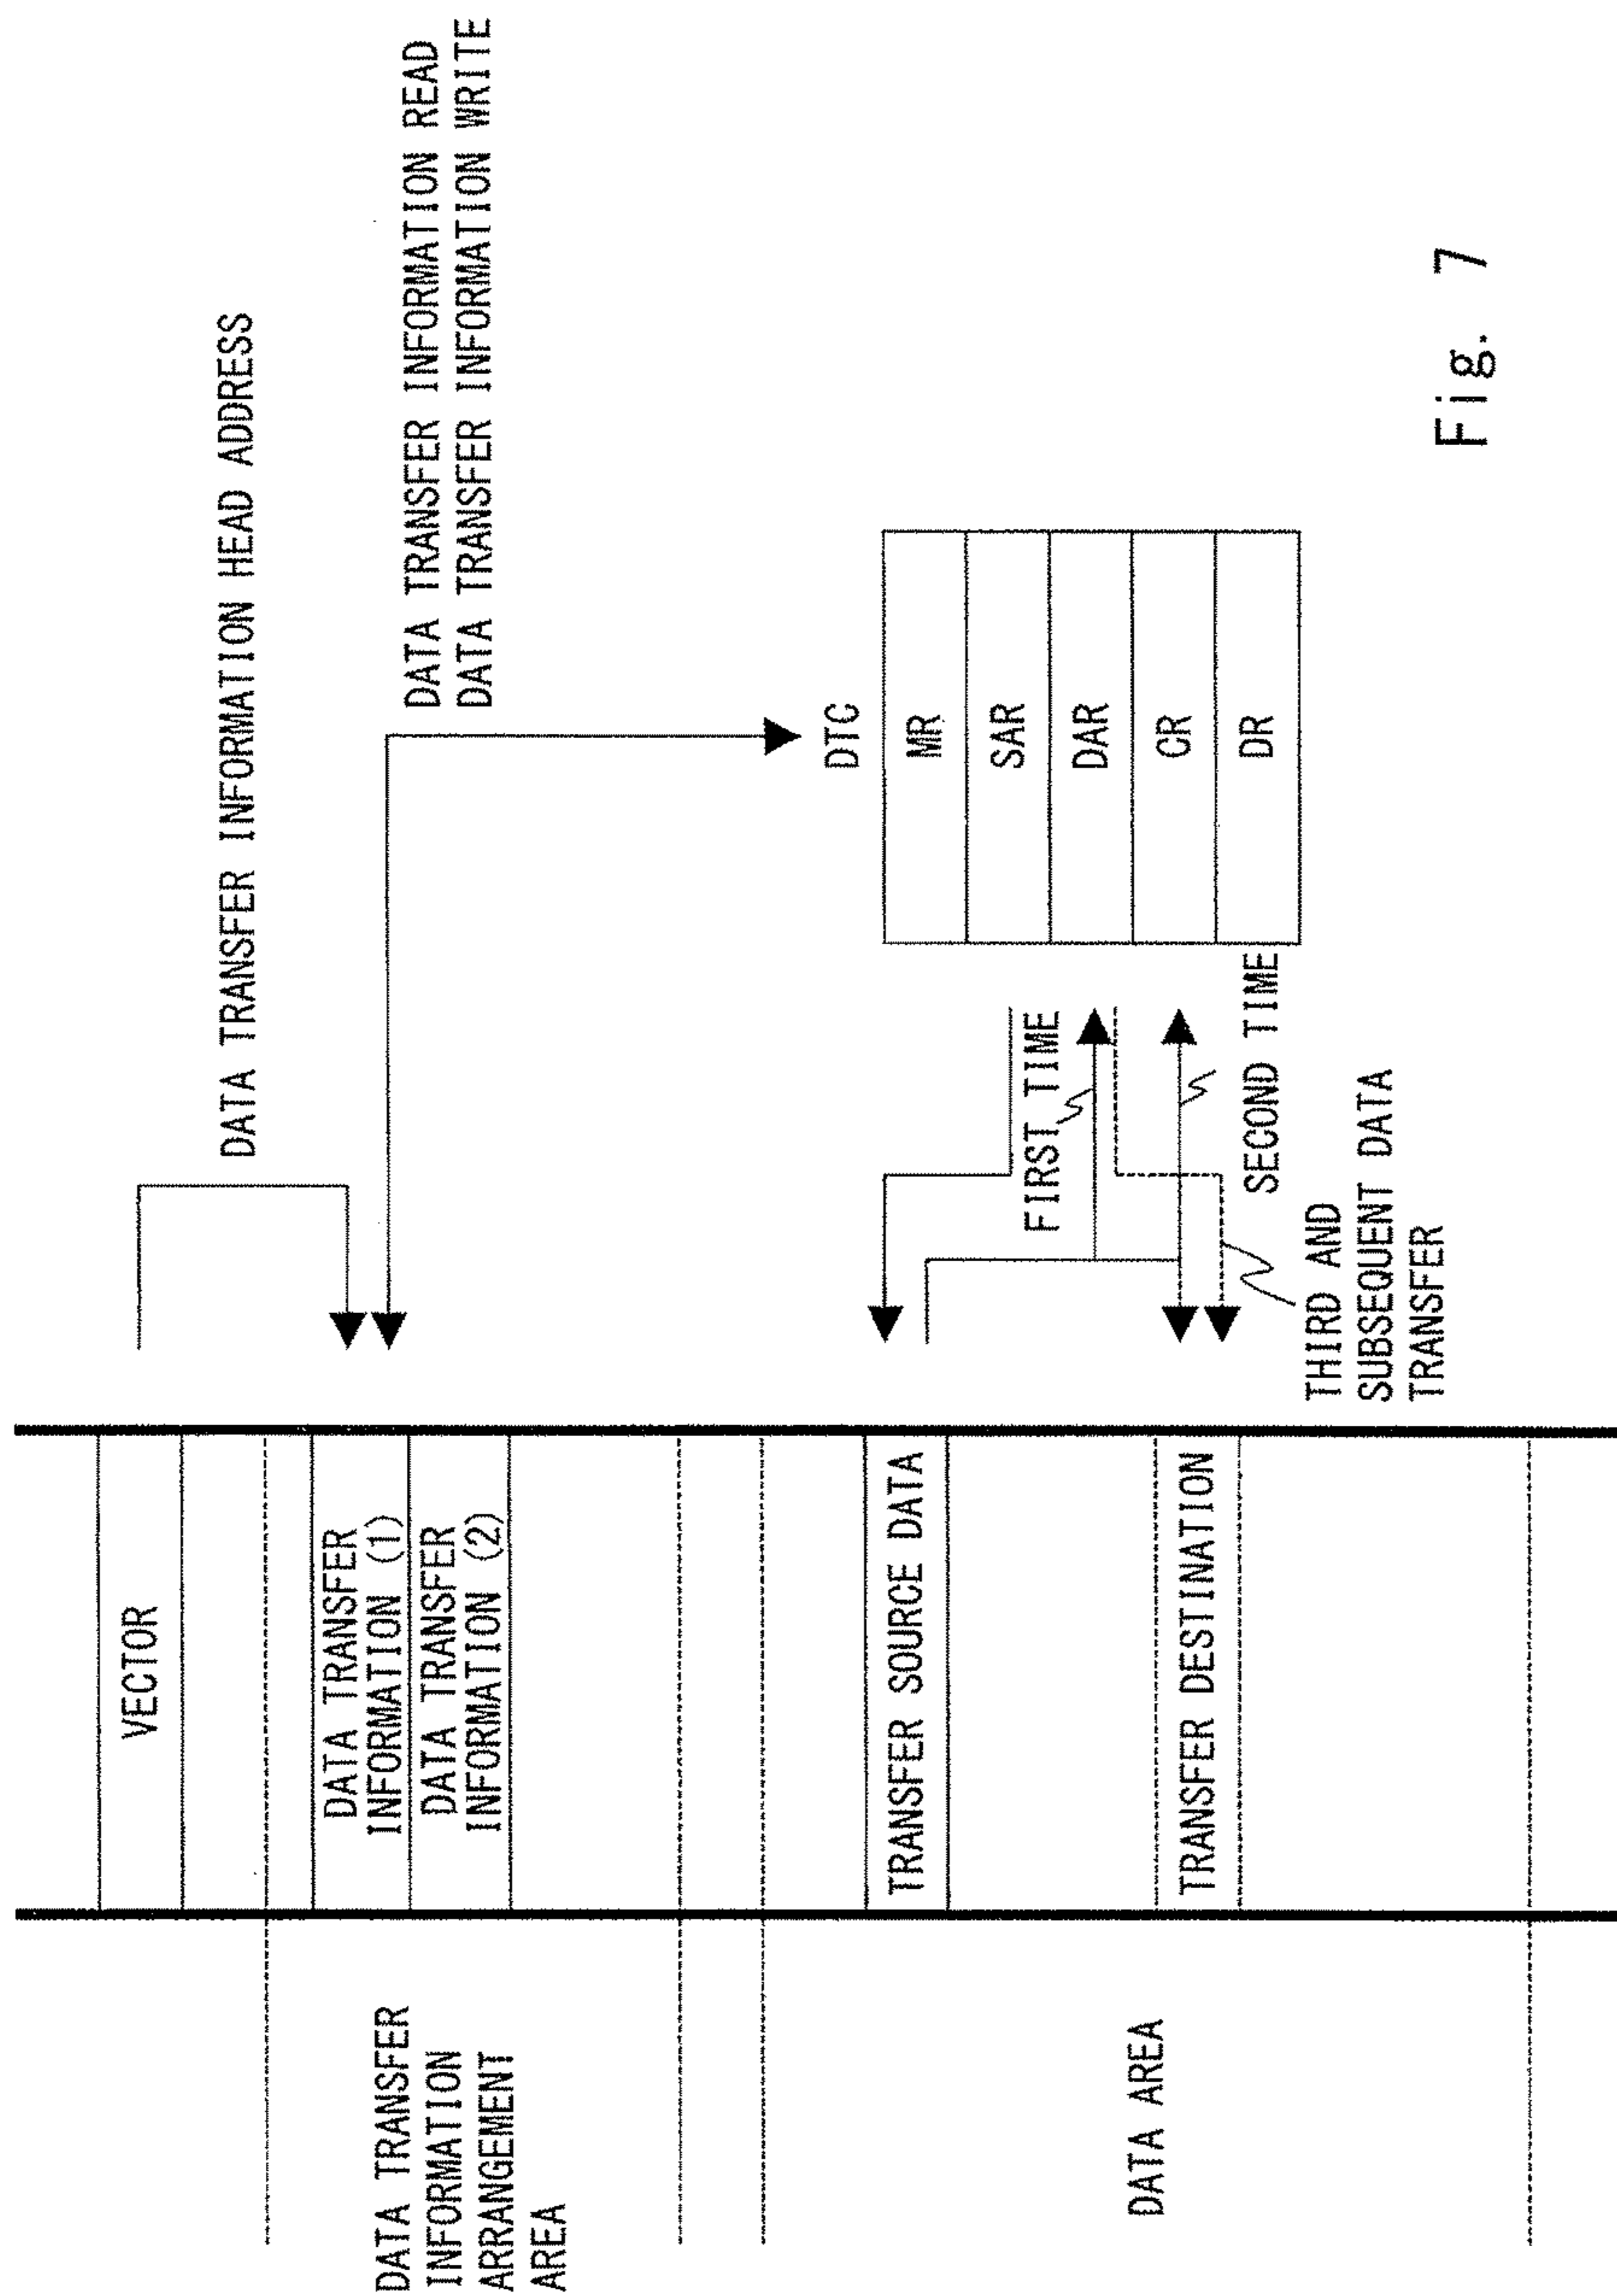 DATA TRANSFER
INFORMATION
ARRANGEMENT
AREA
DATA AREA
VECTOR
DATA TRANSFER
INFORMATION (1)
DATA TRANSFER
INFORMATION (2)
TRANSFER SOURCE DATA
TRANSFER DESTINATION
DATA TRANSFER INFORMATION HEAD ADDRESS
DATA TRANSFER INFORMATION READ
DATA TRANSFER INFORMATION WRITE
FIRST TIME
SECOND TIME
THIRD AND
SUBSEQUENT DATA
TRANSFER
DTC
MR
SAR
DAR
CR
DR
Fig. 7